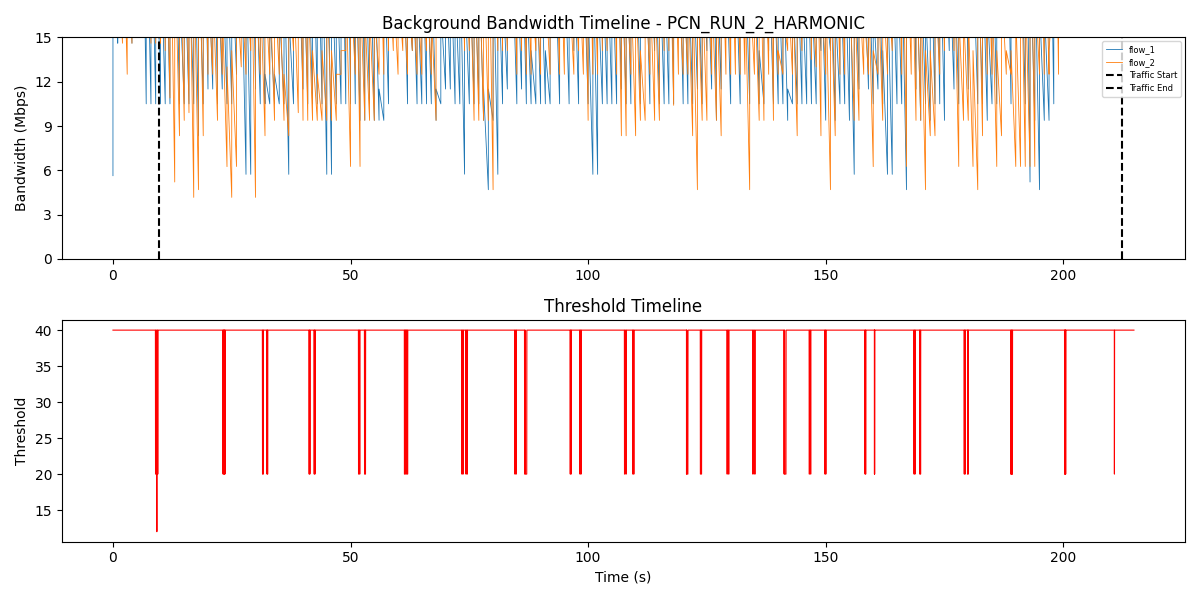 Background Bandwidth Timeline - PCN_RUN_2_HARMONIC
Bandwidth (Mbps)
15
12
9
6
3
0
0 50 100 150 200
flow_1
flow_2
Traffic Start
Traffic End
Threshold Timeline
Threshold
40
35
30
25
20
15
0 50 100 150 200
Time (s)